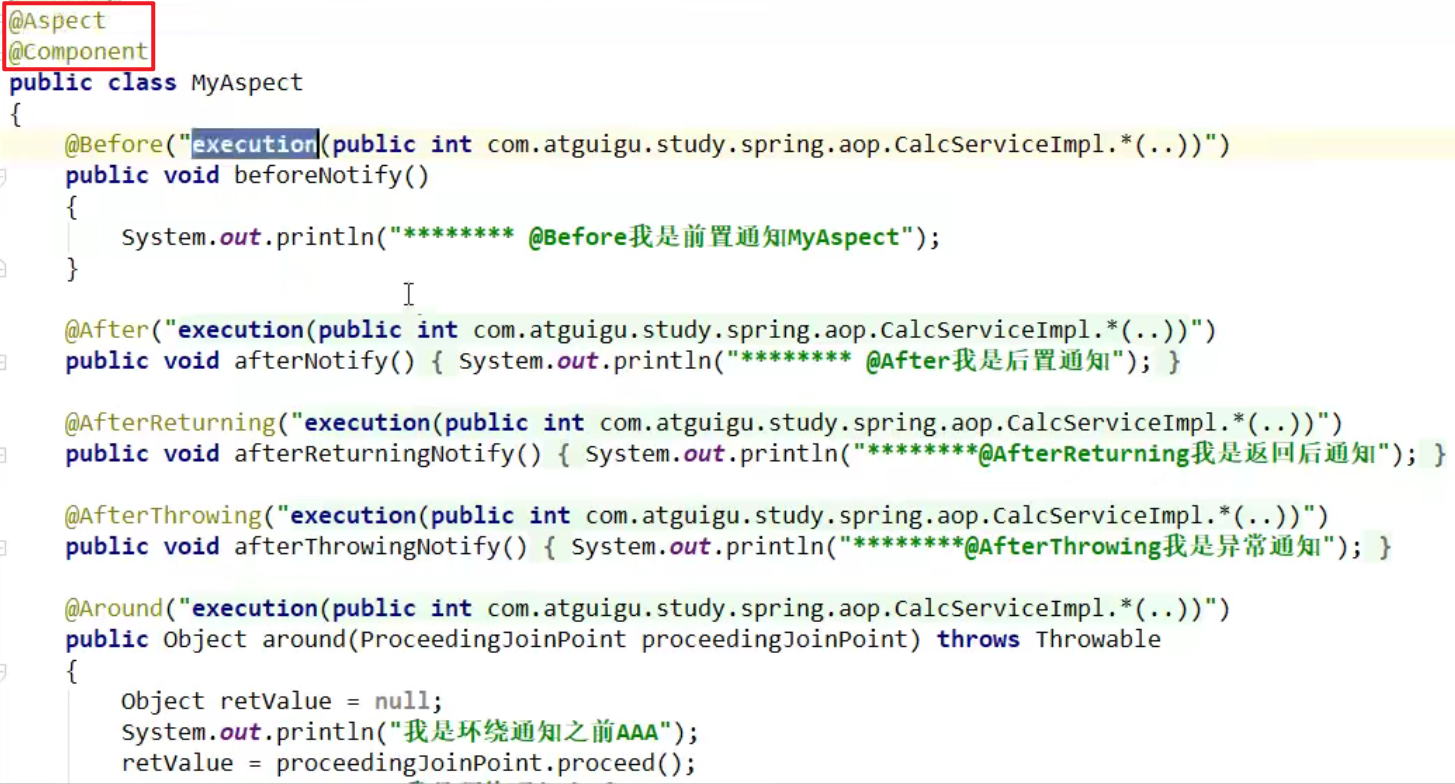 @Aspect
@Component
public class MyAspect
{
@Before("execution(public int com.atguigu.study.spring.aop.CalcServiceImpl.*(..))")
public void beforeNotify()
{
System.out.println("******** @Before我是前置通知MyAspect");
}
@After("execution(public int com.atguigu.study.spring.aop.CalcServiceImpl.*(..))")
public void afterNotify() { System.out.println("******** @After我是后置通知"); }
@AfterReturning("execution(public int com.atguigu.study.spring.aop.CalcServiceImpl.*(..))")
public void afterReturningNotify() { System.out.println("********@AfterReturning我是返回后通知"); }
@AfterThrowing("execution(public int com.atguigu.study.spring.aop.CalcServiceImpl.*(..))")
public void afterThrowingNotify() { System.out.println("********@AfterThrowing我是异常通知"); }
@Around("execution(public int com.atguigu.study.spring.aop.CalcServiceImpl.*(..))")
public Object around(ProceedingJoinPoint proceedingJoinPoint) throws Throwable
{
Object retValue = null;
System.out.println("我是环绕通知之前AAA");
retValue = proceedingJoinPoint.proceed();